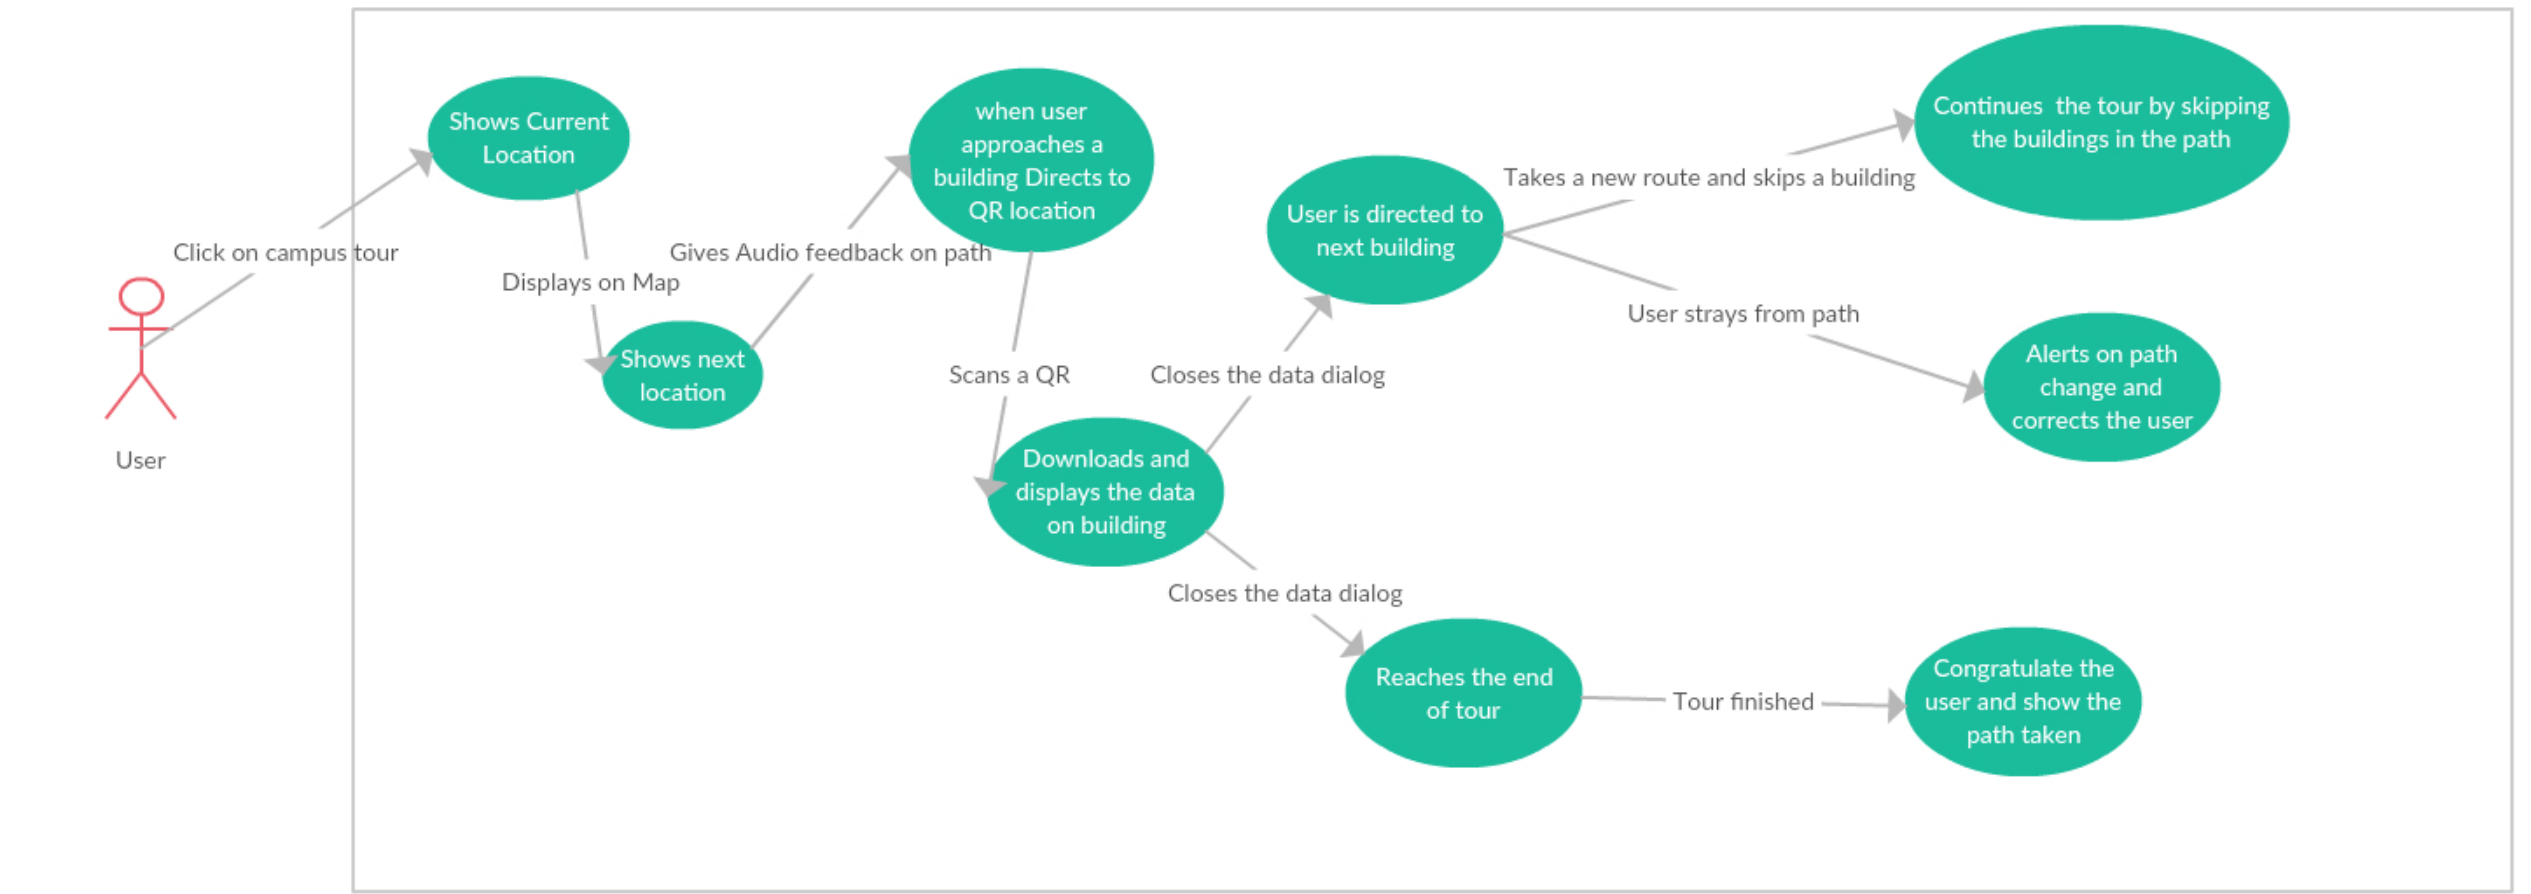 Click on campus tour
User
Shows Current
Location
Displays on Map
Shows next
location
Gives Audio feedback on path
when user
approaches a
building Directs to
QR location
Scans a QR
Downloads and
displays the data
on building
Closes the data dialog
User is directed to
next building
Takes a new route and skips a building
Continues  the tour by skipping
the buildings in the path
User strays from path
Alerts on path
change and
corrects the user
Closes the data dialog
Reaches the end
of tour
Tour finished
Congratulate the
user and show the
path taken